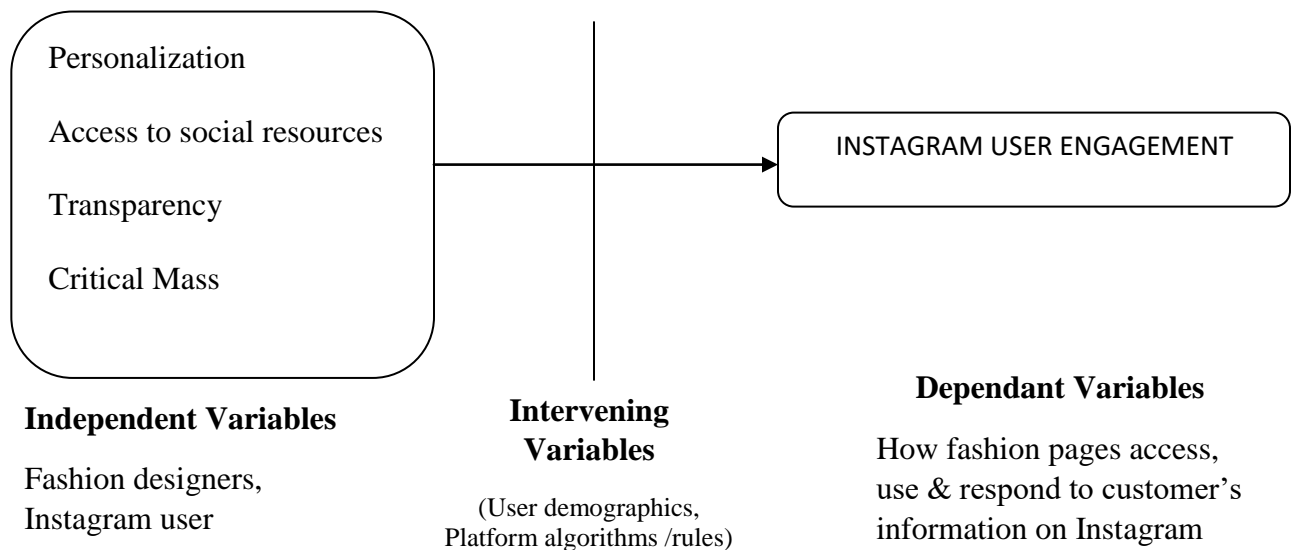 Personalization
Access to social resources
Transparency
Critical Mass
INSTAGRAM USER ENGAGEMENT
Independent Variables
Fashion designers,
Instagram user
Intervening
Variables
(User demographics,
Platform algorithms /rules)
Dependant Variables
How fashion pages access,
use & respond to customer’s
information on Instagram